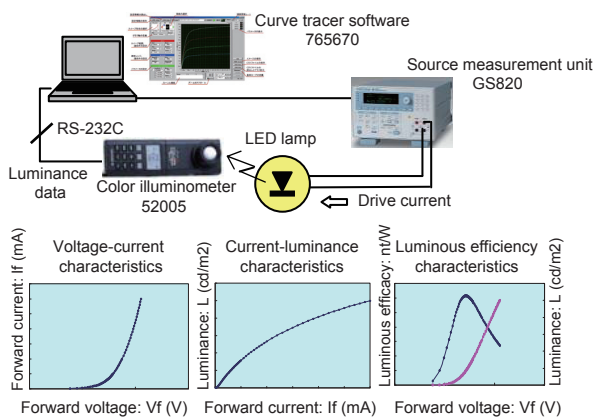 Curve tracer software
765670
Source measurement unit
GS820
RS-232C
LED lamp
Luminance
data
Color illuminometer
52005
Drive current
Voltage-current
characteristics
Forward current: If (mA)
Forward voltage: Vf (V)
Current-luminance
characteristics
Luminance: L (cd/m2)
Forward current: If (mA)
Luminous efficiency
characteristics
Luminous efficacy: nt/W
Luminance: L (cd/m2)
Forward voltage: Vf (V)